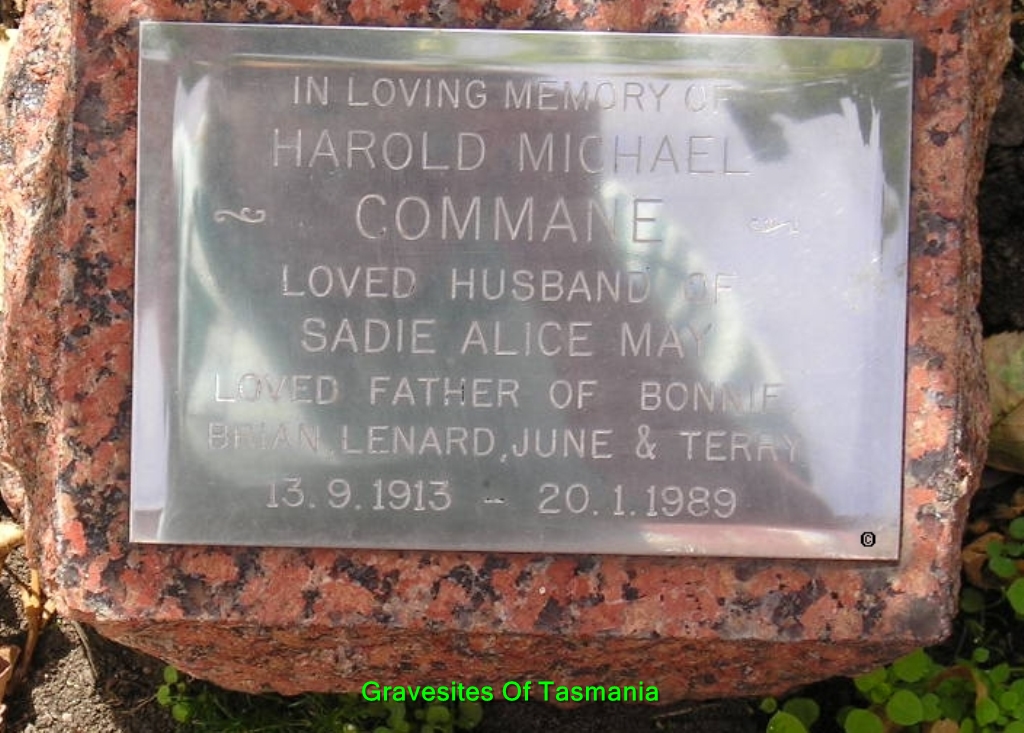 IN LOVING MEMORY OF
HAROLD MICHAEL
COMMANE
LOVED HUSBAND OF
SADIE ALICE MAY
LOVED FATHER OF BONNIE
BRIAN, LENARD, JUNE & TERRY
13.9.1913 - 20.1.1989
©
Gravesites Of Tasmania